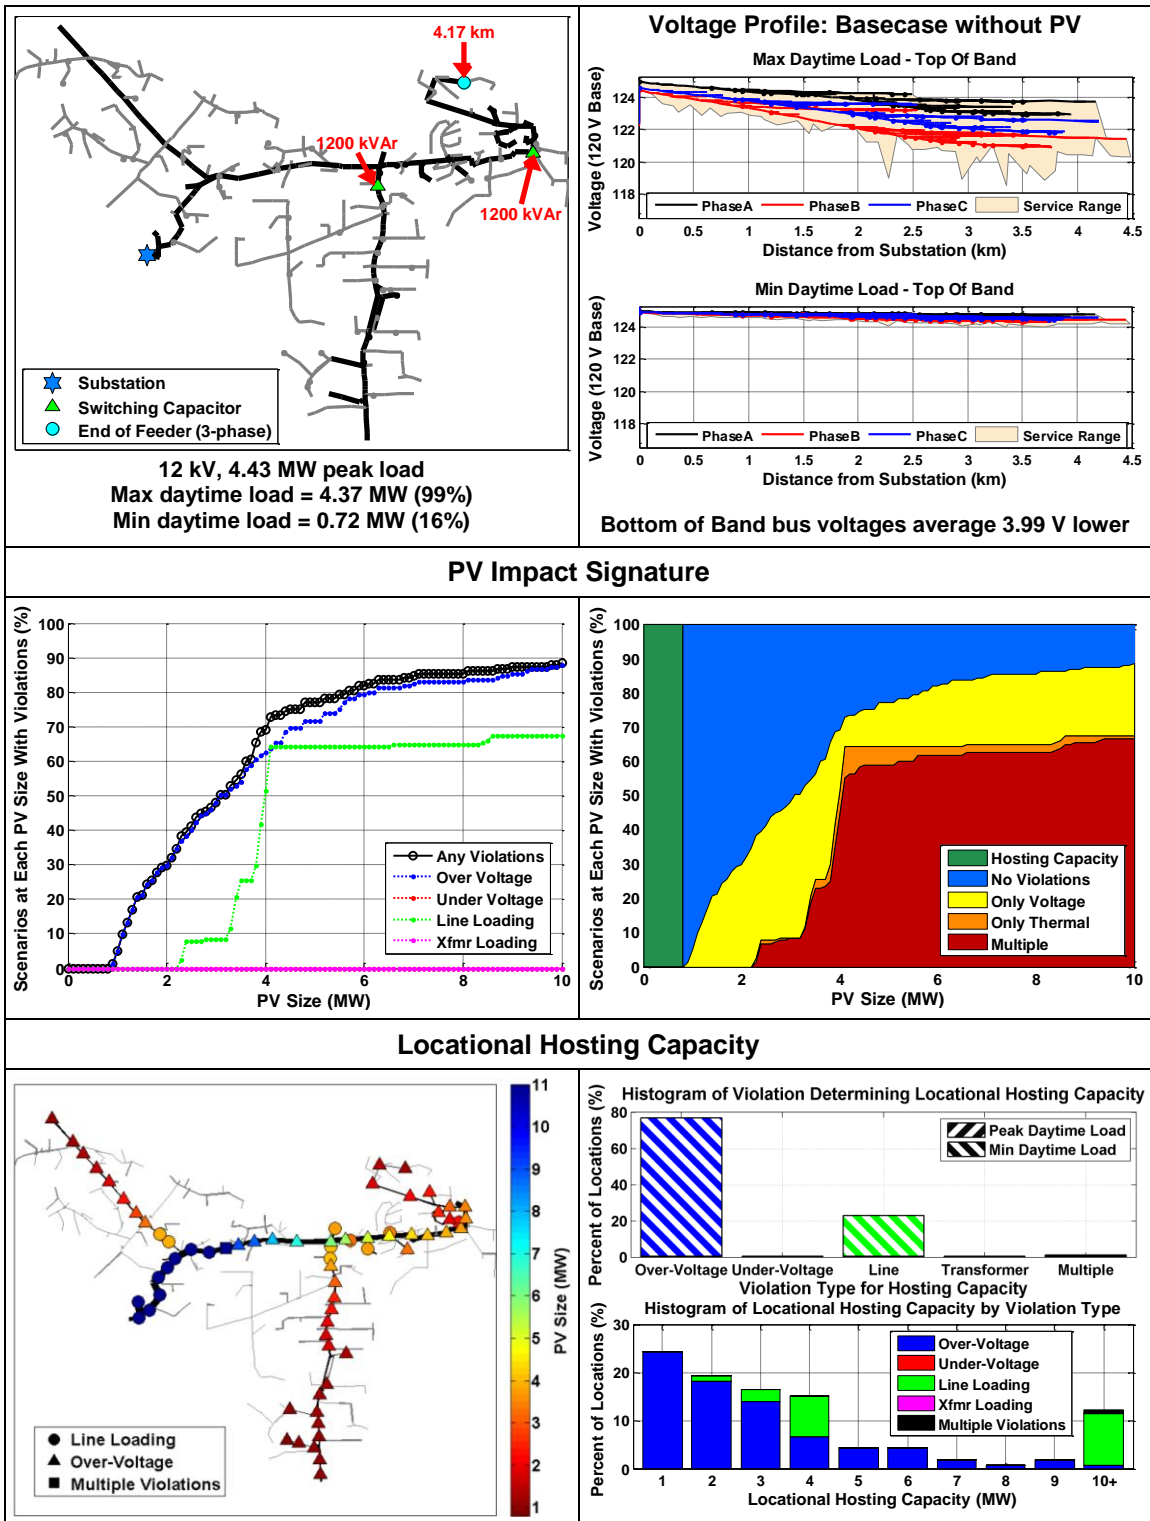 4.17 km
1200 kVAr
1200 kVAr
Substation
Switching Capacitor
End of Feeder (3-phase)
12 kV, 4.43 MW peak load
Max daytime load = 4.37 MW (99%)
Min daytime load = 0.72 MW (16%)
Voltage Profile: Basecase without PV
Max Daytime Load - Top Of Band
Voltage (120 V Base)
124
122
120
118
PhaseA PhaseB PhaseC Service Range
0 0.5 1 1.5 2 2.5 3 3.5 4 4.5
Distance from Substation (km)
Min Daytime Load - Top Of Band
Voltage (120 V Base)
124
122
120
118
PhaseA PhaseB PhaseC Service Range
0 0.5 1 1.5 2 2.5 3 3.5 4 4.5
Distance from Substation (km)
Bottom of Band bus voltages average 3.99 V lower
PV Impact Signature
Scenarios at Each PV Size With Violations (%)
100
90
80
70
60
50
40
30
20
10
0
Any Violations
Over Voltage
Under Voltage
Line Loading
Xfmr Loading
0 2 4 6 8 10
PV Size (MW)
Scenarios at Each PV Size With Violations (%)
100
90
80
70
60
50
40
30
20
10
0
Hosting Capacity
No Violations
Only Voltage
Only Thermal
Multiple
0 2 4 6 8 10
PV Size (MW)
Locational Hosting Capacity
Line Loading
Over-Voltage
Multiple Violations
11
10
9
8
7
6
5
4
3
2
1
PV Size (MW)
Histogram of Violation Determining Locational Hosting Capacity
Percent of Locations (%)
80
60
40
20
0
Peak Daytime Load
Min Daytime Load
Over-Voltage Under-Voltage Line Transformer Multiple
Violation Type for Hosting Capacity
Histogram of Locational Hosting Capacity by Violation Type
Percent of Locations (%)
30
20
10
0
Over-Voltage
Under-Voltage
Line Loading
Xfmr Loading
Multiple Violations
1 2 3 4 5 6 7 8 9 10+
Locational Hosting Capacity (MW)